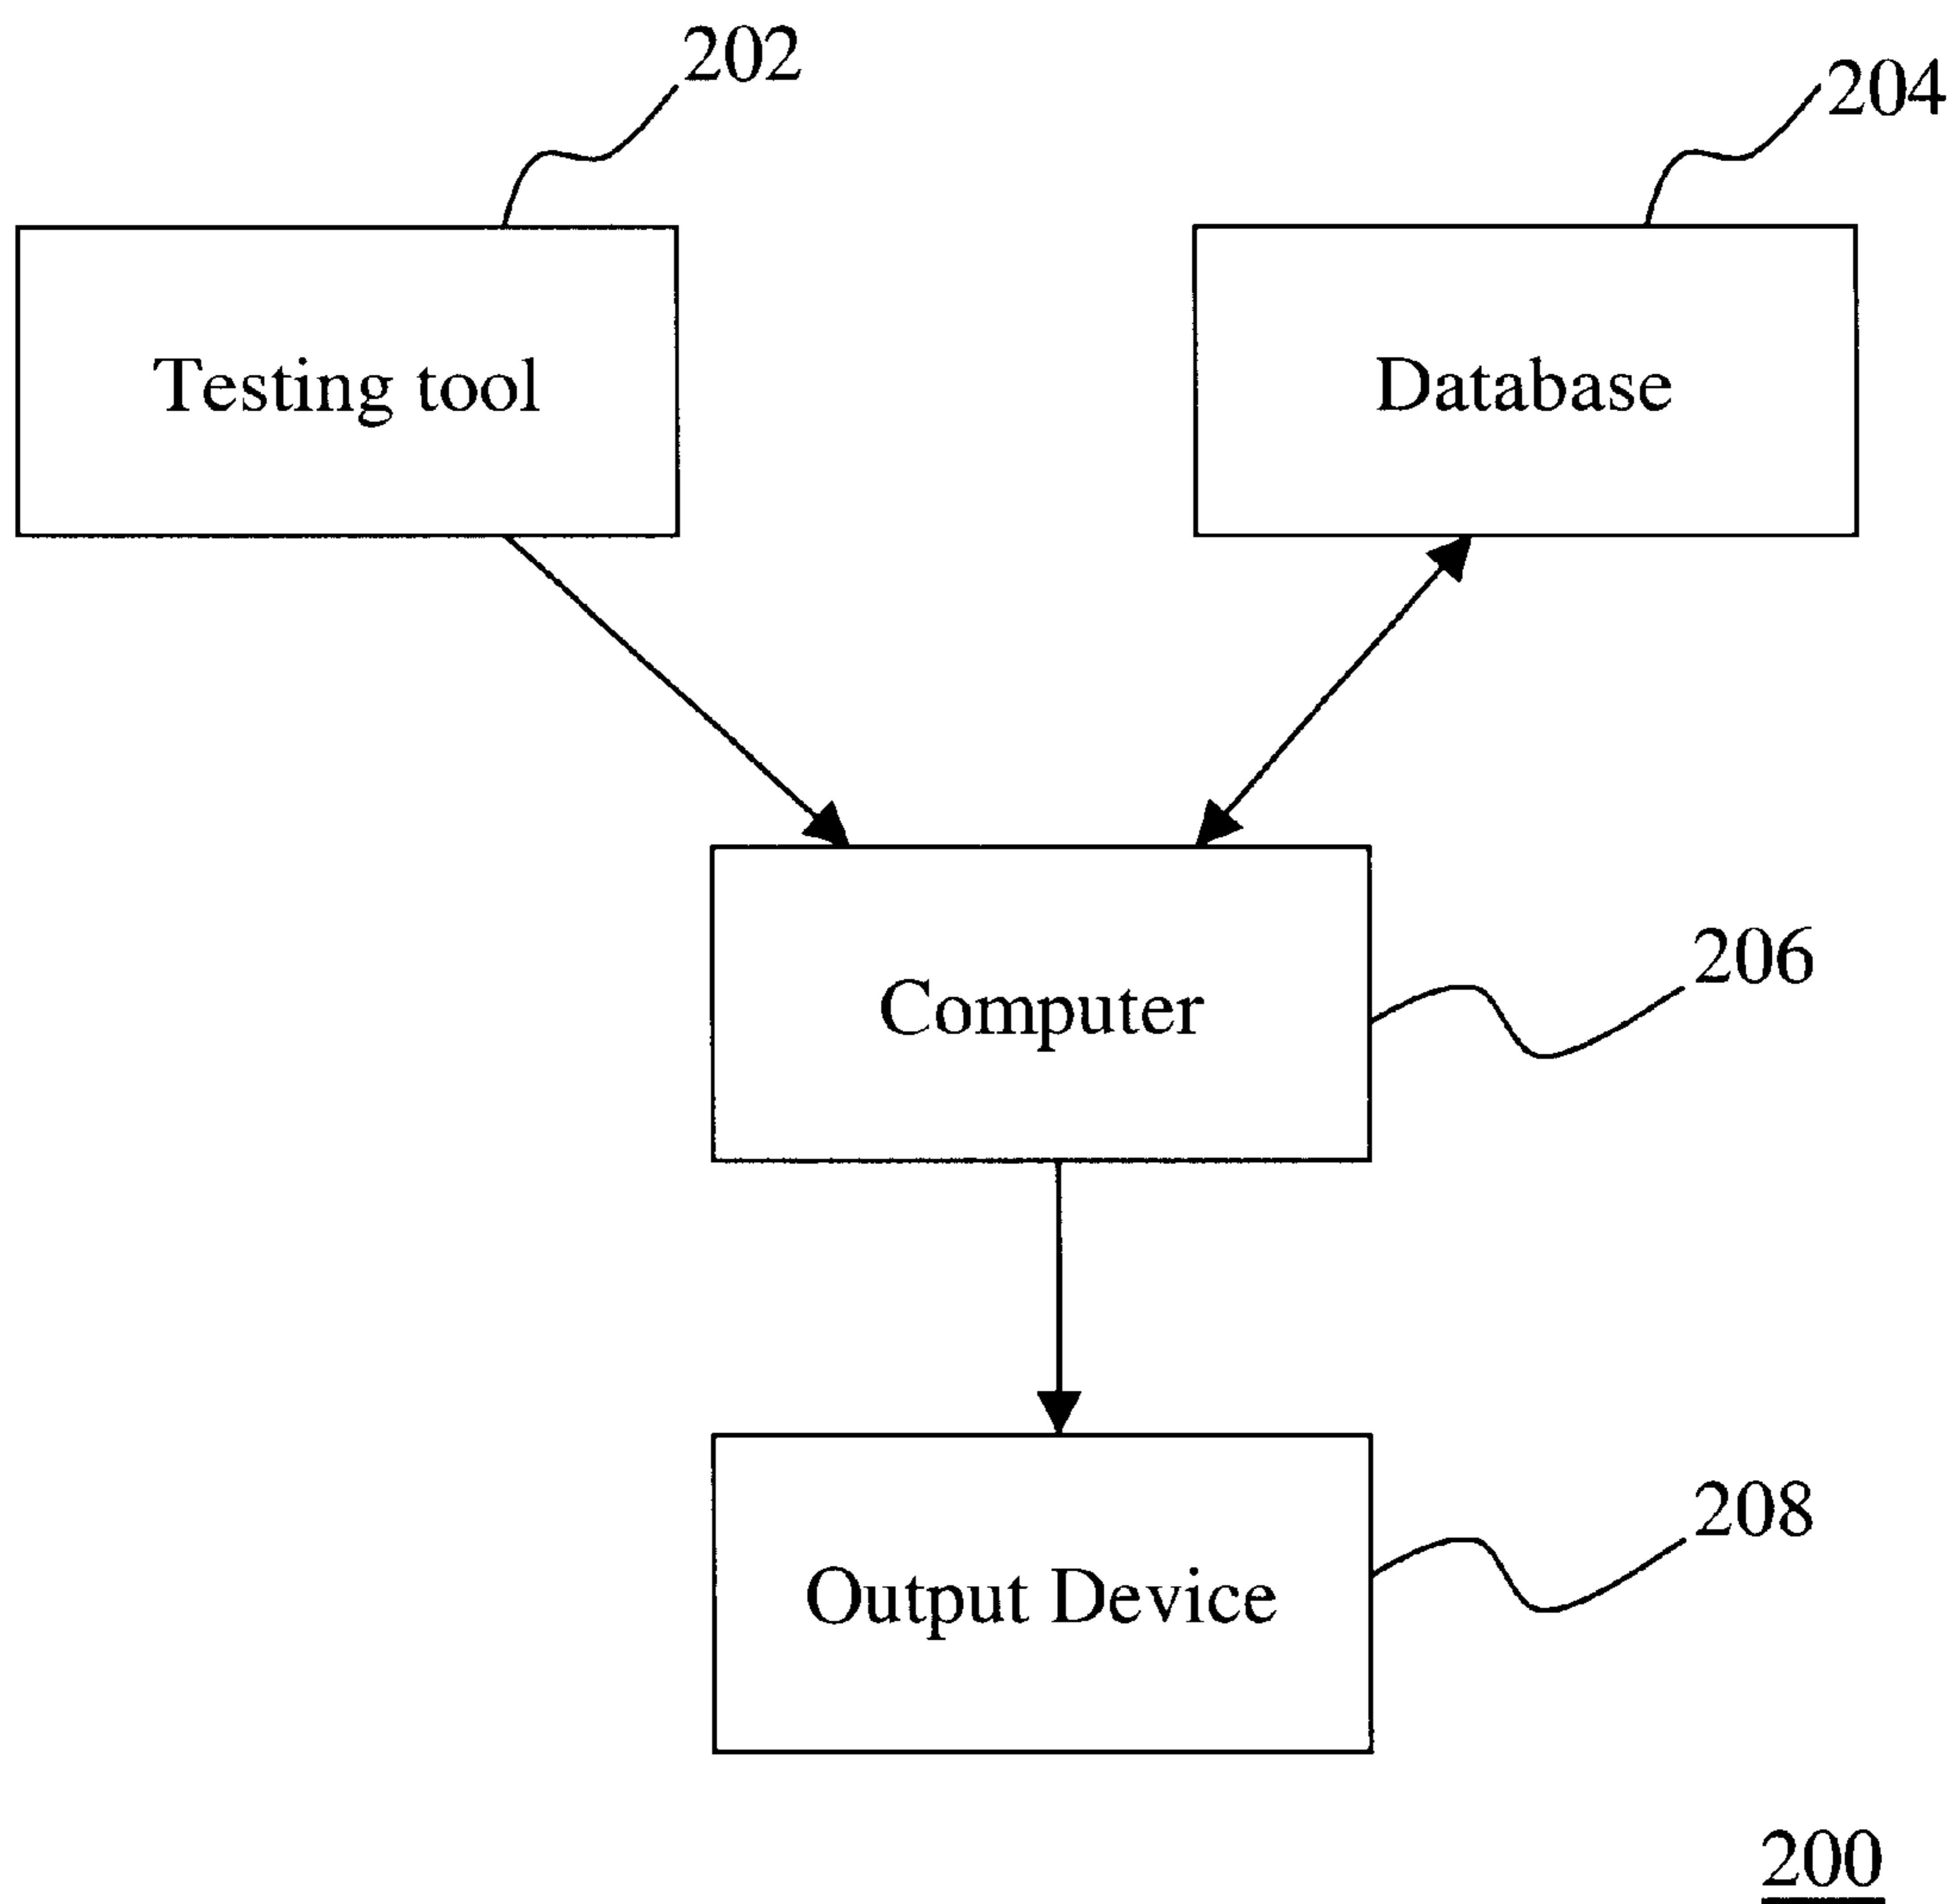 202
204
Testing tool
Database
206
Computer
208
Output Device
200